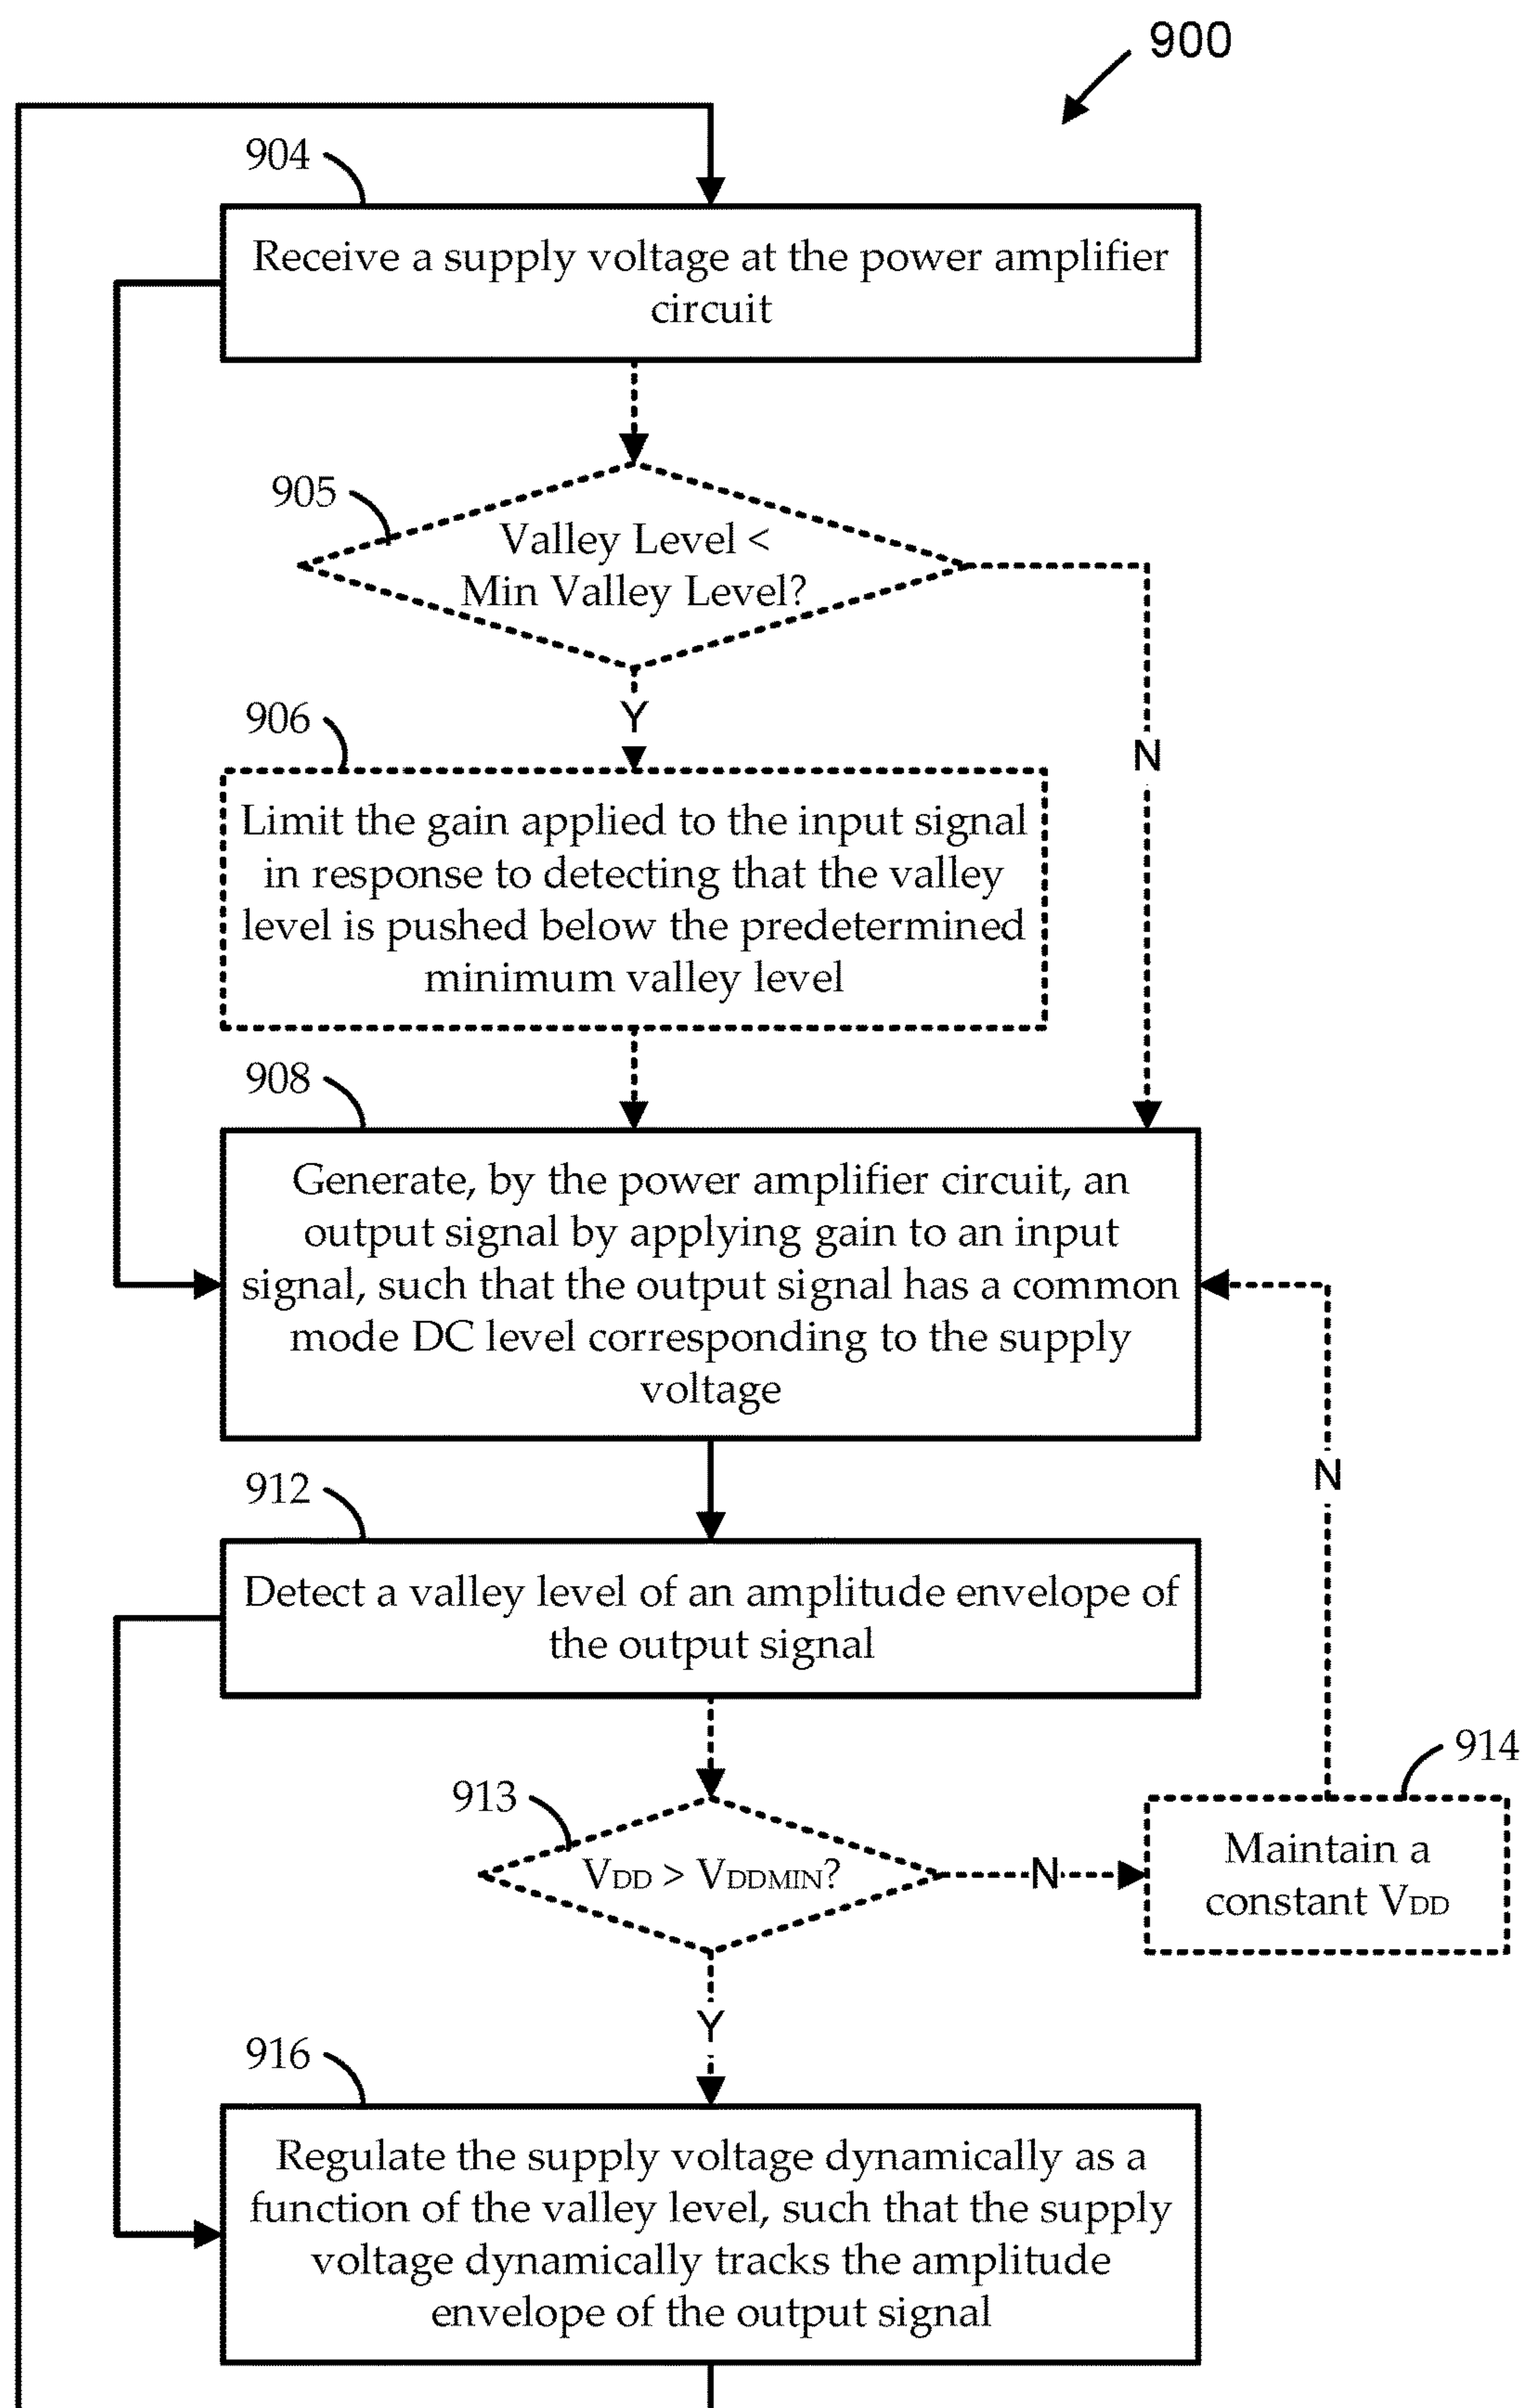 900
904
Receive a supply voltage at the power amplifier
circuit
905
Valley Level <
Min Valley Level?
Y
N
906
Limit the gain applied to the input signal
in response to detecting that the valley
level is pushed below the predetermined
minimum valley level
908
Generate, by the power amplifier circuit, an
output signal by applying gain to an input
signal, such that the output signal has a common
mode DC level corresponding to the supply
voltage
N
912
Detect a valley level of an amplitude envelope of
the output signal
913
VDD > VDDMIN?
N
914
Maintain a
constant VDD
Y
916
Regulate the supply voltage dynamically as a
function of the valley level, such that the supply
voltage dynamically tracks the amplitude
envelope of the output signal